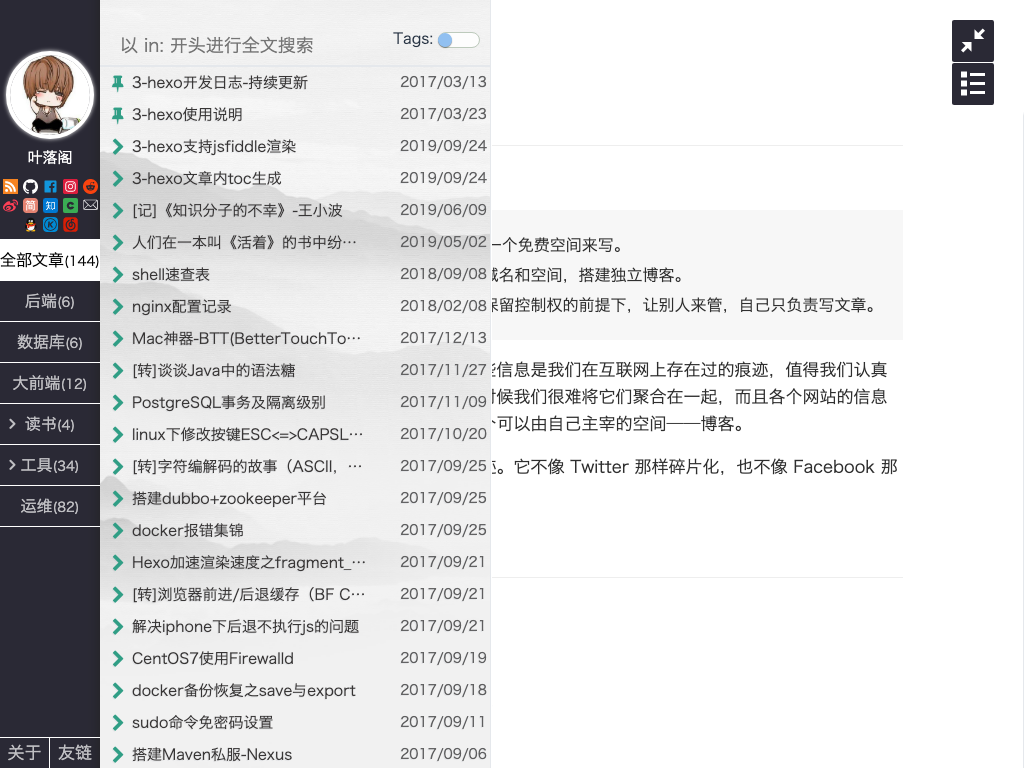 叶落阁
全部文章(144)
后端(6)
数据库(6)
大前端(12)
读书(4)
工具(34)
运维(82)
关于
友链
以 in: 开头进行全文搜索
Tags:
3-hexo开发日志-持续更新 2017/03/13
3-hexo使用说明 2017/03/23
3-hexo支持jsfiddle渲染 2019/09/24
3-hexo文章内toc生成 2019/09/24
[记]《知识分子的不幸》-王小波 2019/06/09
人们在一本叫《活着》的书中纷··· 2019/05/02
shell速查表 2018/09/08
nginx配置记录 2018/02/08
Mac神器-BTT(BetterTouchTo··· 2017/12/13
[转]谈谈Java中的语法糖 2017/11/27
PostgreSQL事务及隔离级别 2017/11/09
linux下修改按键ESC<=>CAPSL··· 2017/10/20
[转]字符编解码的故事（ASCII，··· 2017/09/25
搭建dubbo+zookeeper平台 2017/09/25
docker报错集锦 2017/09/25
Hexo加速渲染速度之fragment_··· 2017/09/21
[转]浏览器前进/后退缓存（BF C··· 2017/09/21
解决iphone下后退不执行js的问题 2017/09/21
CentOS7使用Firewalld 2017/09/19
docker备份恢复之save与export 2017/09/18
sudo命令免密码设置 2017/09/11
搭建Maven私服-Nexus 2017/09/06
一个免费空间来写。
域名和空间，搭建独立博客。
保留控制权的前提下，让别人来管，自己只负责写文章。
些信息是我们在互联网上存在过的痕迹，值得我们认真
时候我们很难将它们聚合在一起，而且各个网站的信息
个可以由自己主宰的空间——博客。
。它不像 Twitter 那样碎片化，也不像 Facebook 那